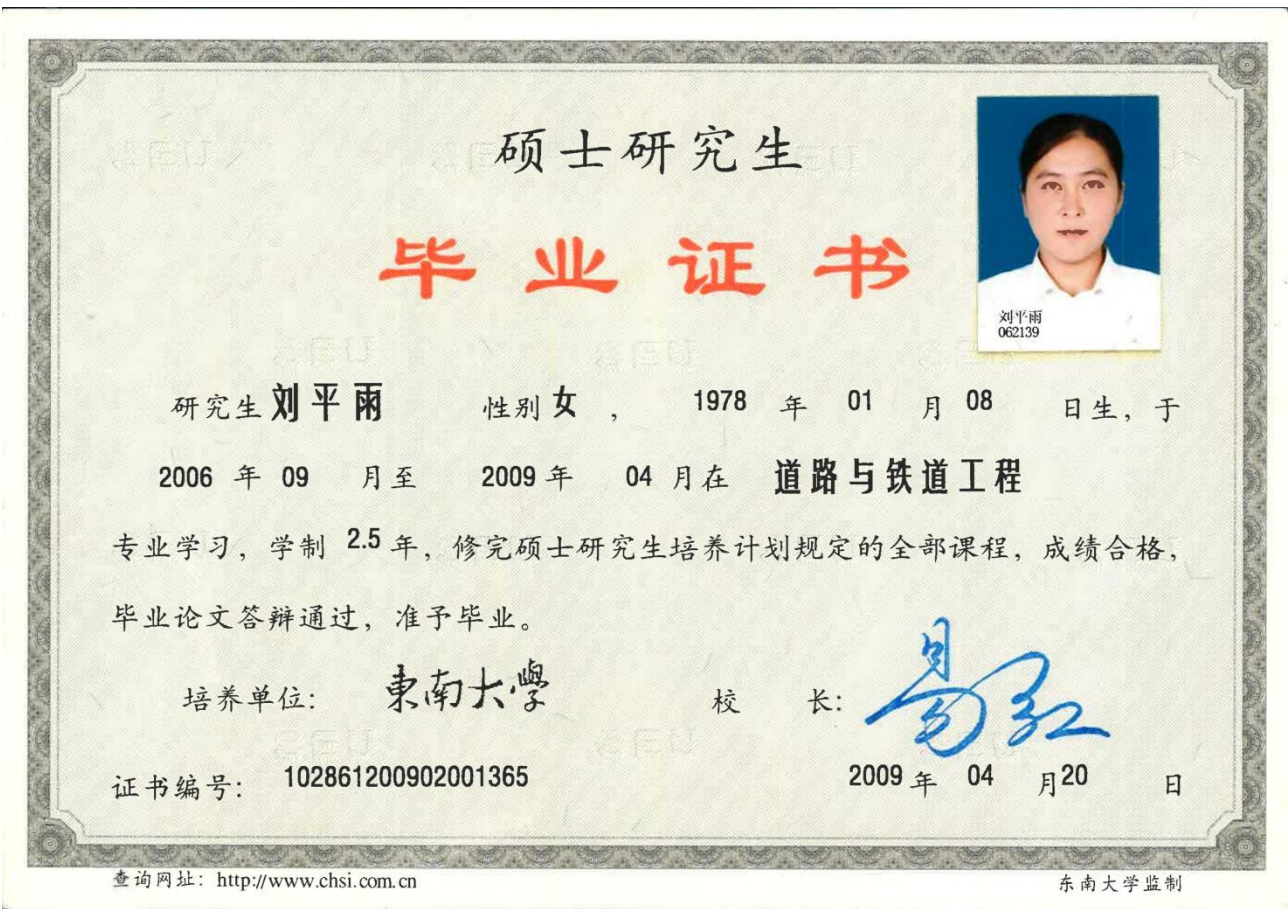 硕士研究生
毕业证书
刘平雨
062139
研究生 刘平雨 性别 女 , 1978 年 01 月 08 日生, 于
2006 年 09 月至 2009 年 04 月在 道路与铁道工程
专业学习, 学制 2.5 年, 修完硕士研究生培养计划规定的全部课程, 成绩合格,
毕业论文答辩通过, 准予毕业。
培养单位: 東南大學 校 长: 易红
证书编号: 102861200902001365 2009 年 04 月 20 日
查询网址: http://www.chsi.com.cn 东南大学监制